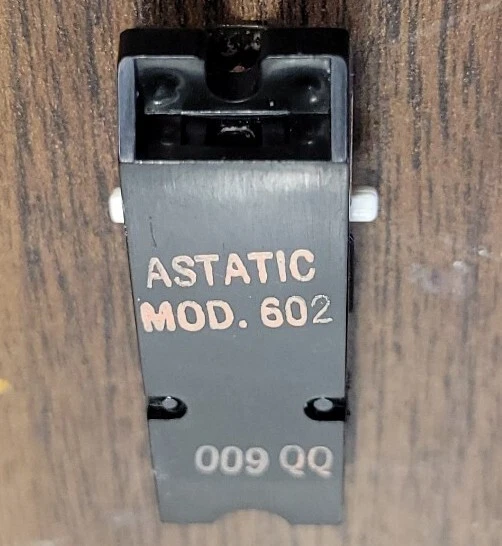 ASTATIC
MOD. 602
009 QQ